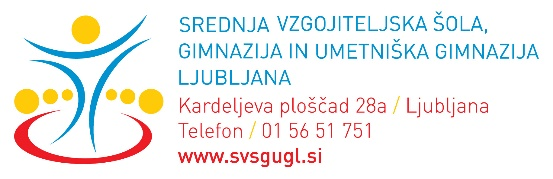 SREDNJA VZGOJITELJSKA ŠOLA,
GIMNAZIJA IN UMETNIŠKA GIMNAZIJA
LJUBLJANA
Kardeljeva ploščad 28a / Ljubljana
Telefon / 01 56 51 751
www.svsgugl.si